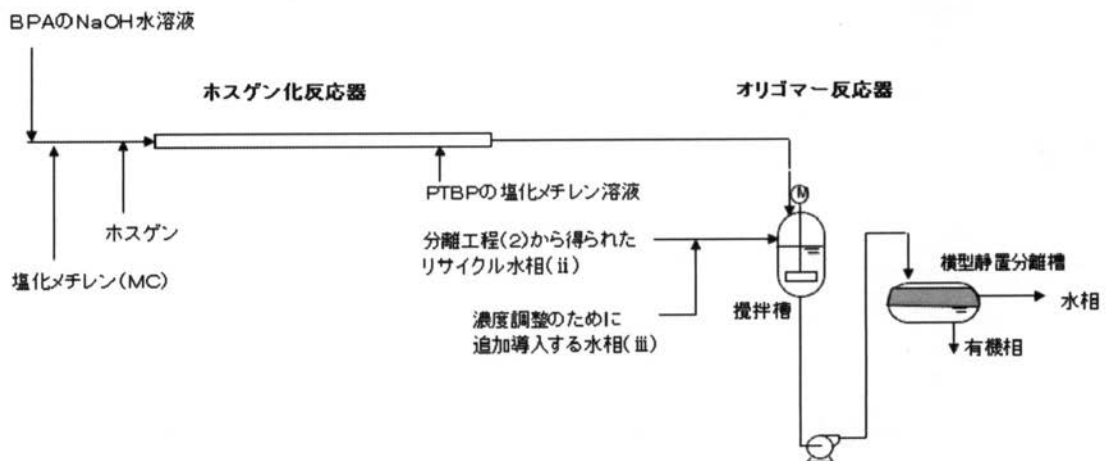 BPAのNaOH水溶液
ホスゲン化反応器
オリゴマー反応器
PTBPの塩化メチレン溶液
ホスゲン
塩化メチレン(MC)
M
分離工程(2)から得られた
リサイクル水相(ⅱ)
濃度調整のために
追加導入する水相(ⅲ)
攪拌槽
横型静置分離槽
水相
有機相